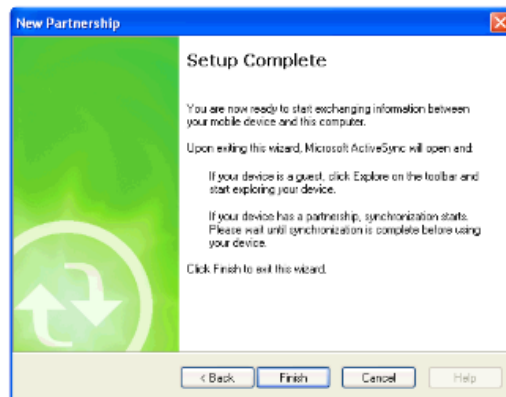 New Partnership
Setup Complete
You are now ready to start exchanging information between
your mobile device and this computer.
Upon exiting this wizard, Microsoft ActiveSync will open and:
If your device is a guest, click Explore on the toolbar and
start exploring your device.
If your device has a partnership, synchronization starts.
Please wait until synchronization is complete before using
your device.
Click Finish to exit this wizard.
< Back
Finish
Cancel
Help